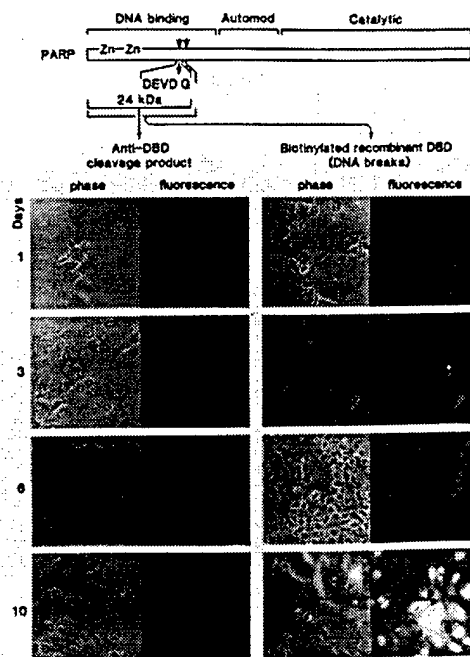 DNA binding Automod Catalytic
PARP Zn-Zn
DEVD G
24 kDa
Anti-DBD
cleavage product
Biotinylated recombinant DBD
(DNA breaks)
phase fluorescence phase fluorescence
Days
1
3
6
10